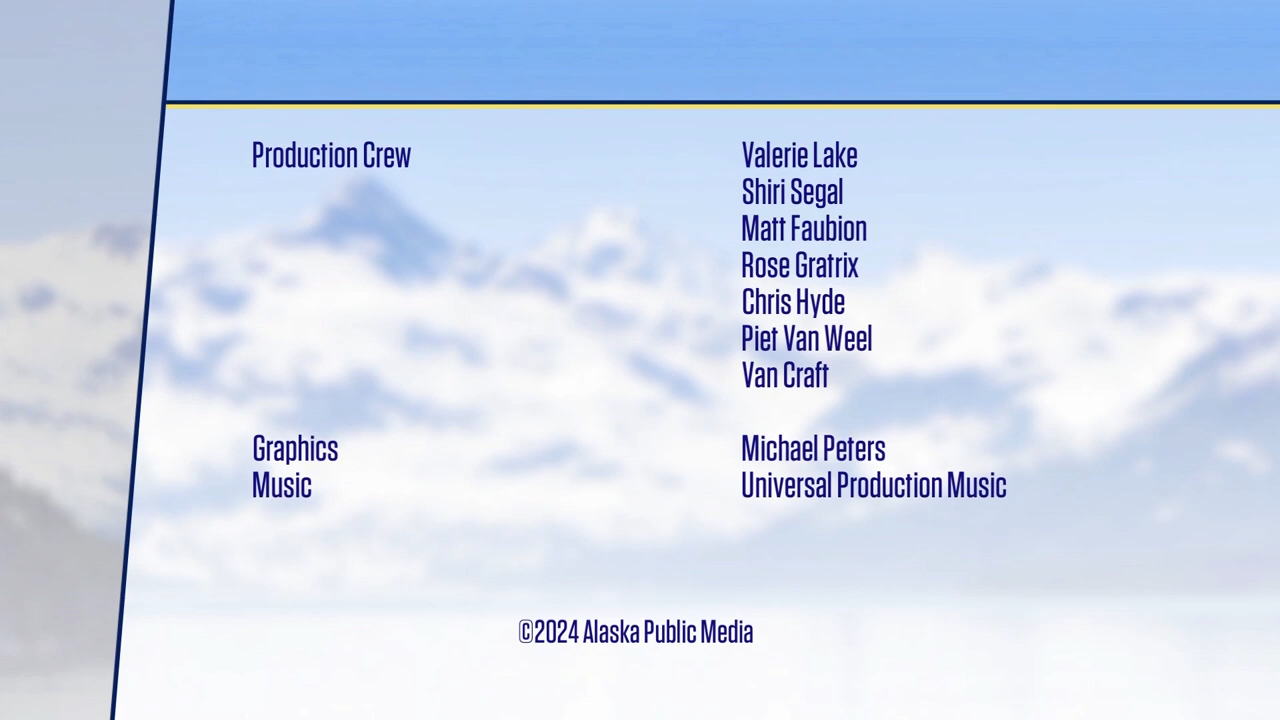 Production Crew Valerie Lake
Shiri Segal
Matt Faubion
Rose Gratrix
Chris Hyde
Piet Van Weel
Van Craft
Graphics Michael Peters
Music Universal Production Music
©2024 Alaska Public Media